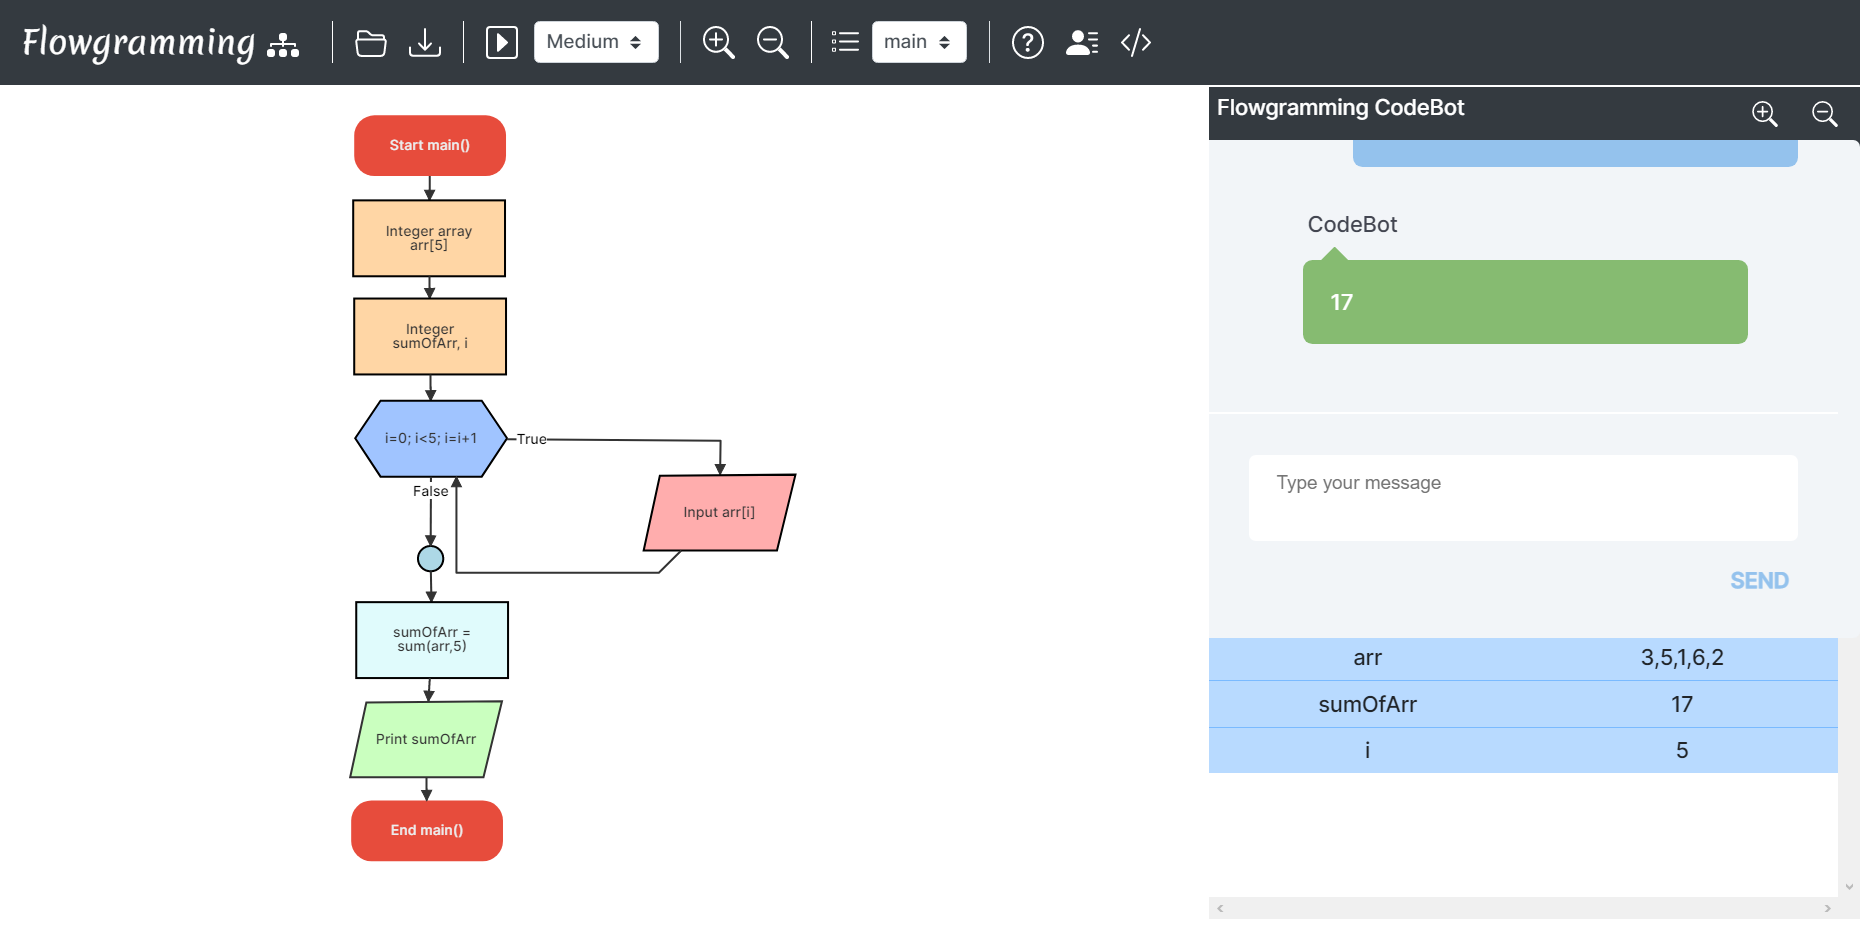 Flowgramming
Medium
main
Start main()
Integer array
arr[5]
Integer
sumOfArr, i
i=0; i<5; i=i+1
True
False
Input arr[i]
sumOfArr =
sum(arr,5)
Print sumOfArr
End main()
Flowgramming CodeBot
CodeBot
17
Type your message
SEND
arr 3,5,1,6,2
sumOfArr 17
i 5